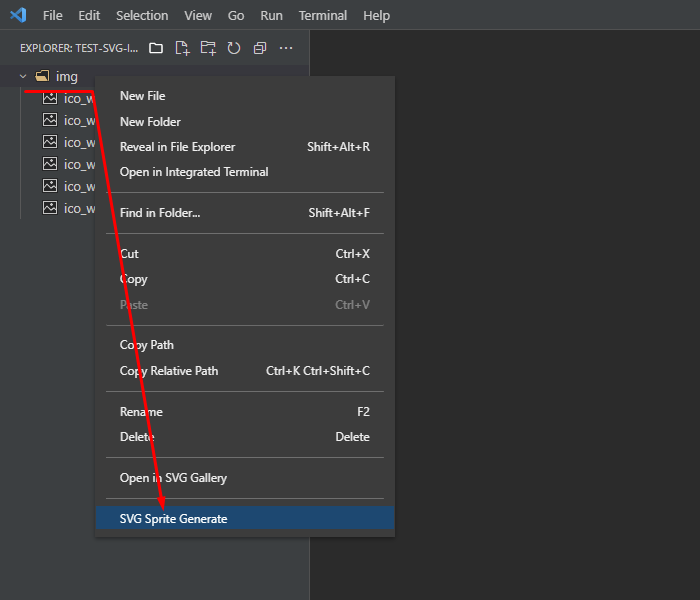 File Edit Selection View Go Run Terminal Help
EXPLORER: TEST-SVG-I...
img
New File
ico_w
New Folder
ico_w
Reveal in File Explorer Shift+Alt+R
ico_w
Open in Integrated Terminal
ico_w
ico_w
Find in Folder... Shift+Alt+F
ico_w
Cut Ctrl+X
Copy Ctrl+C
Paste Ctrl+V
Copy Path
Copy Relative Path Ctrl+K Ctrl+Shift+C
Rename F2
Delete Delete
Open in SVG Gallery
SVG Sprite Generate